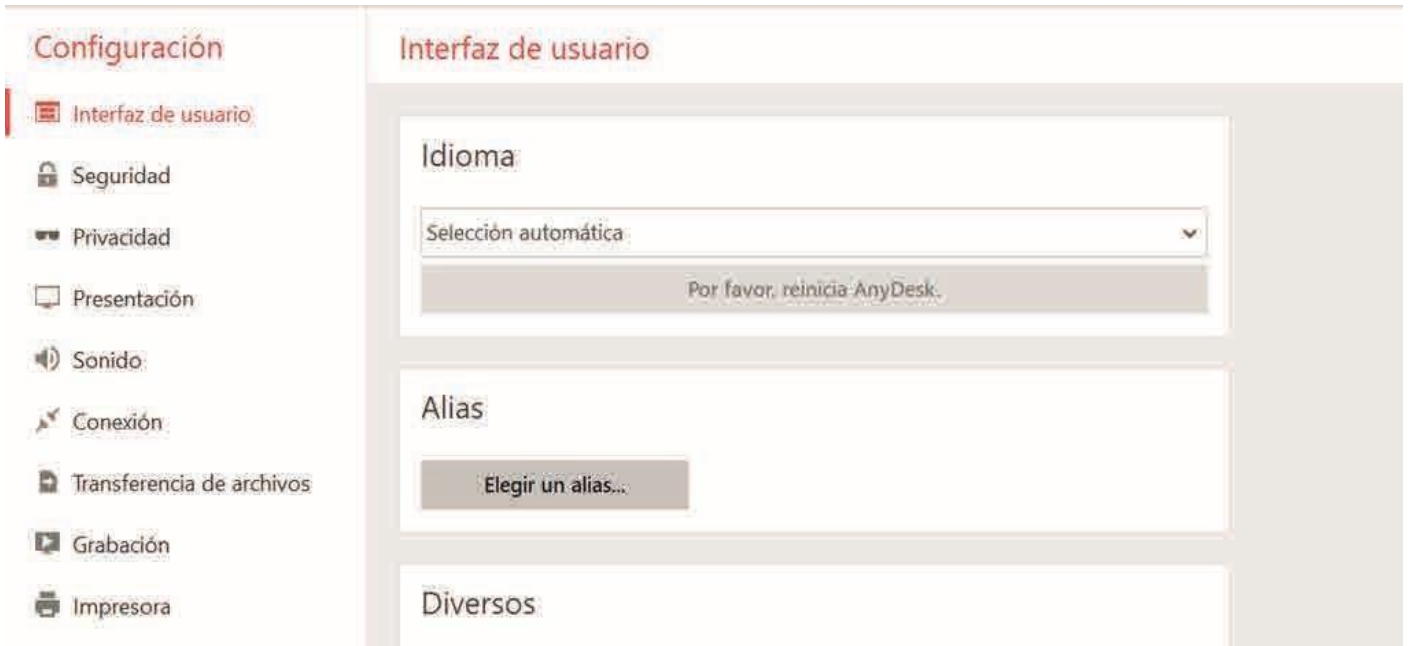 Configuración
Interfaz de usuario
Seguridad
Privacidad
Presentación
Sonido
Conexión
Transferencia de archivos
Grabación
Impresora
Interfaz de usuario
Idioma
Selección automática
Por favor, reinicia AnyDesk.
Alias
Elegir un alias...
Diversos